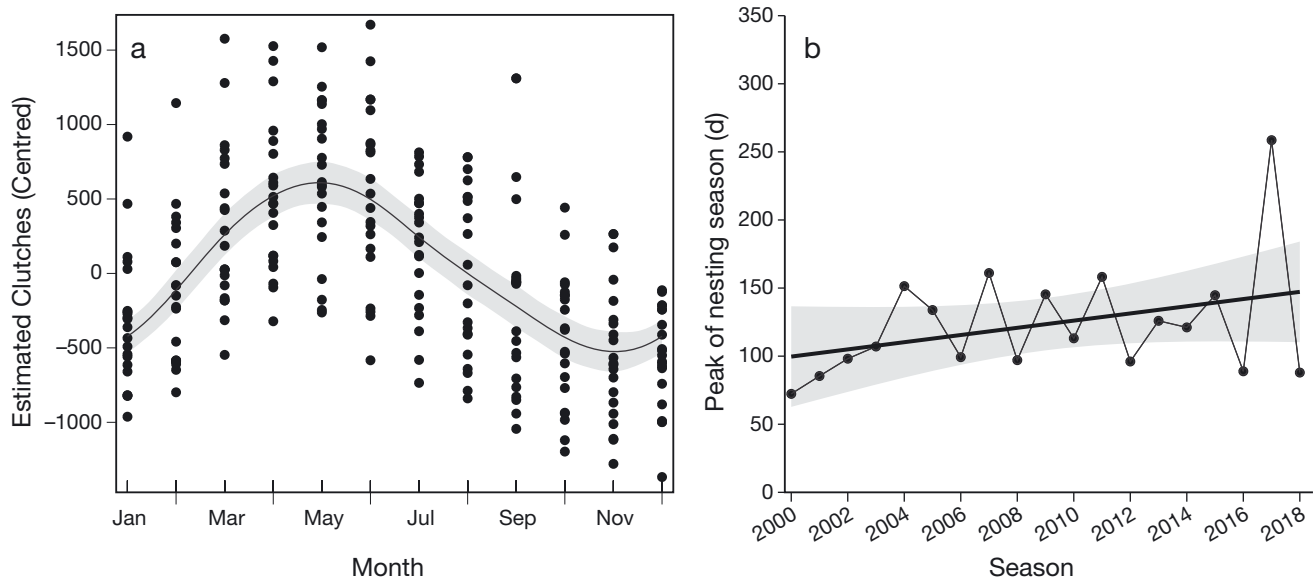 a
Estimated Clutches (Centred)
1500
1000
500
0
−500
−1000
Jan Mar May Jul Sep Nov
Month
b
Peak of nesting season (d)
350
300
250
200
150
100
50
0
2000 2002 2004 2006 2008 2010 2012 2014 2016 2018
Season